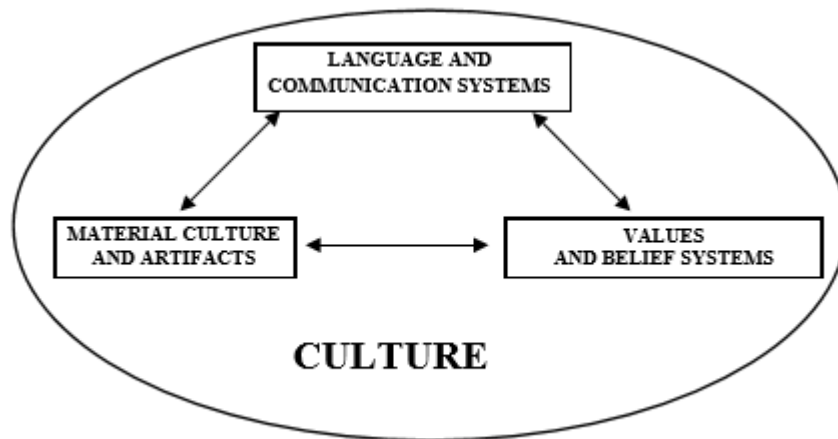 LANGUAGE AND
COMMUNICATION SYSTEMS
MATERIAL CULTURE
AND ARTIFACTS
VALUES
AND BELIEF SYSTEMS
CULTURE